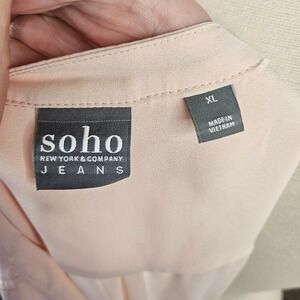 soho
NEW YORK & COMPANY
JEANS
XL
MADE IN
VIETNAM